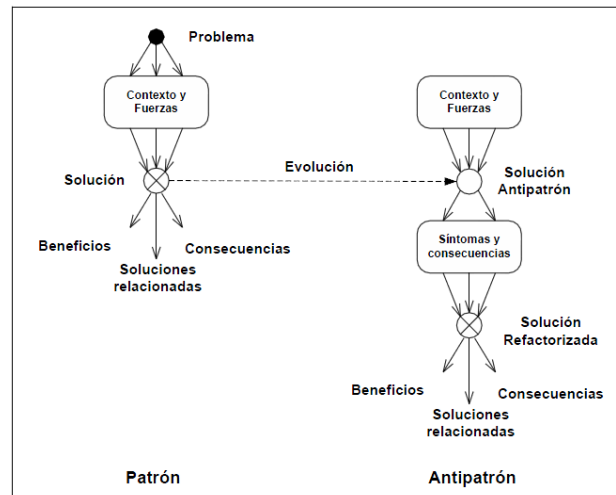 Problema
Contexto y
Fuerzas
Solución
Beneficios
Consecuencias
Soluciones
relacionadas
Patrón
Evolución
Contexto y
Fuerzas
Solución
Antipatrón
Síntomas y
consecuencias
Solución
Refactorizada
Beneficios
Consecuencias
Soluciones
relacionadas
Antipatrón